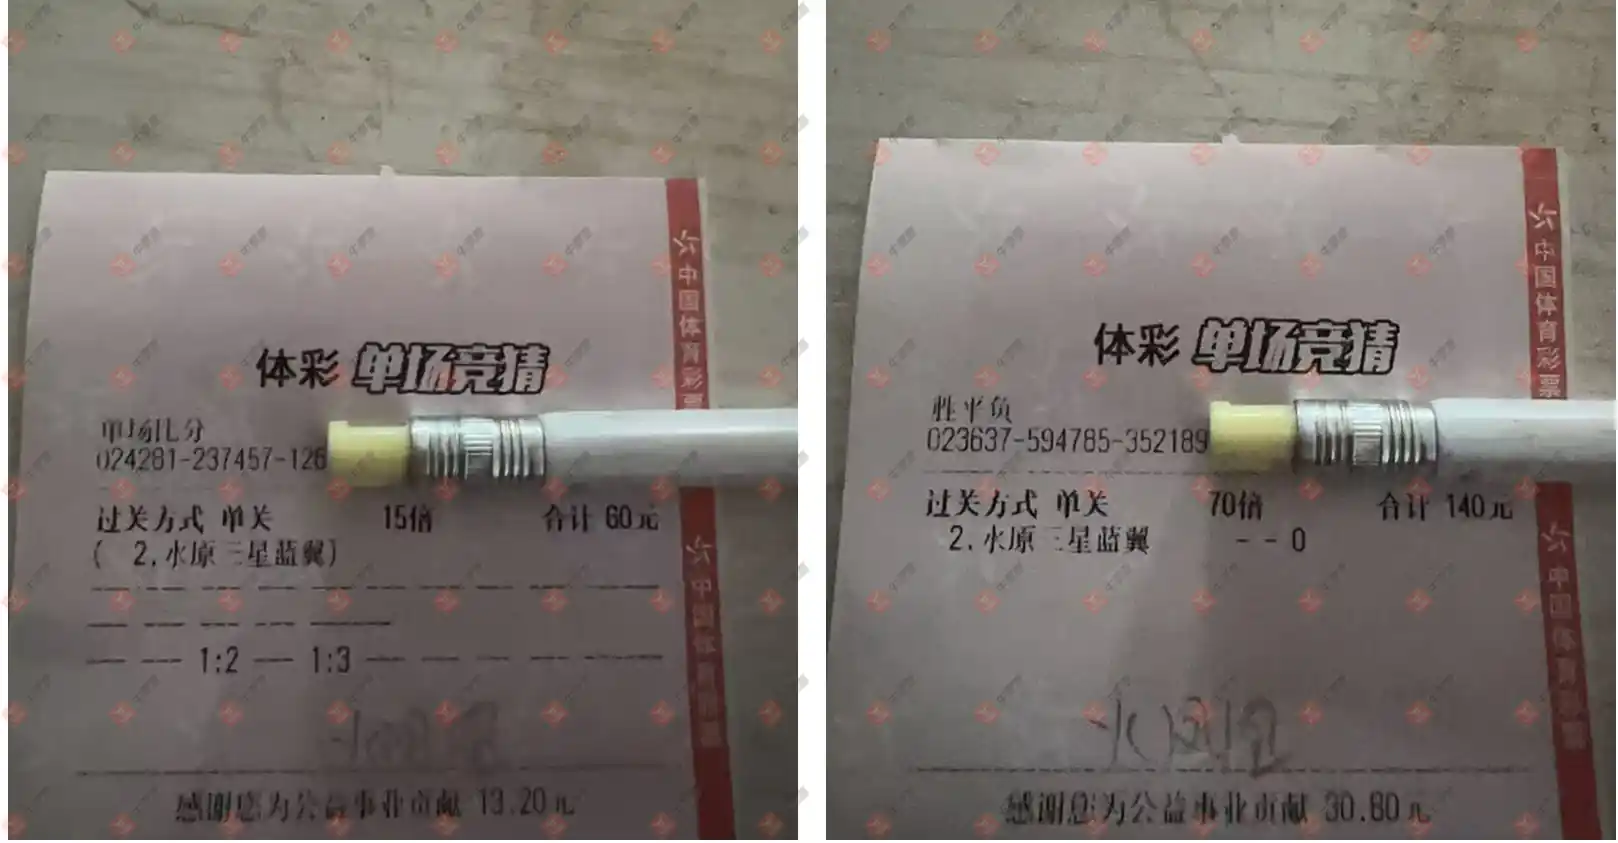 体彩 单场竞猜
单场比分
024281-237457-126
过关方式 单关 15倍 合计 60元
( 2,水原三星蓝翼)
1:2 1:3
感谢您为公益事业贡献 13.20元
中国体育彩票
中国体育彩票
体彩 单场竞猜
胜平负
023637-594785-352189
过关方式 单关 70倍 合计 140元
2,水原三星蓝翼 --0
感谢您为公益事业贡献 30.80元
中国体育彩票
中国体育彩票